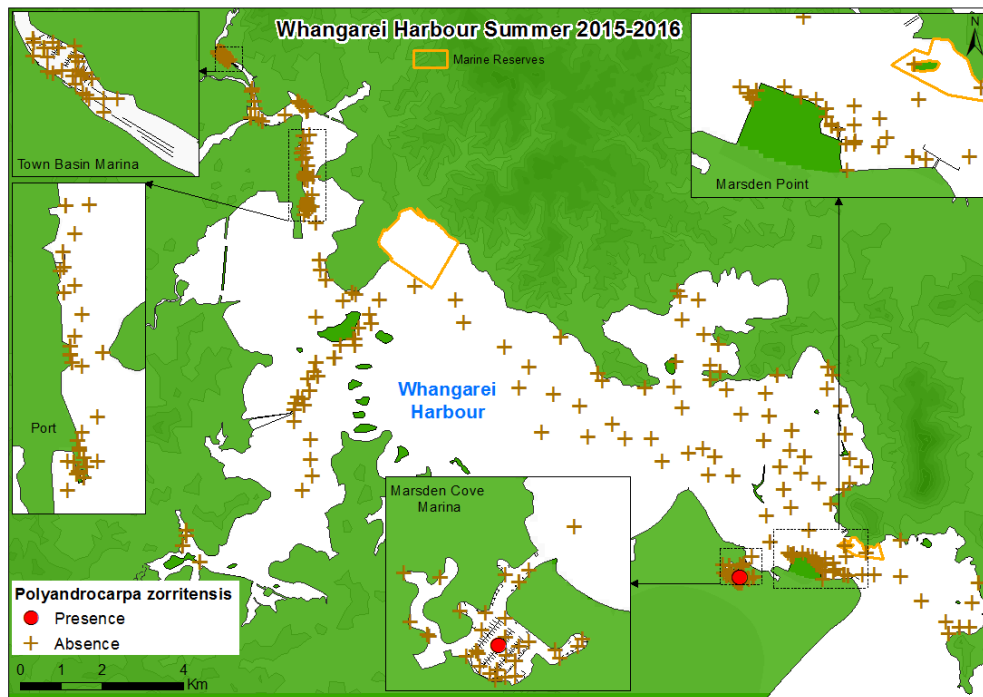 Whangarei Harbour Summer 2015-2016
Marine Reserves
N
Town Basin Marina
Marsden Point
Whangarei
Harbour
Port
Marsden Cove
Marina
Polyandrocarpa zorritensis
Presence
Absence
0 1 2 4
Km